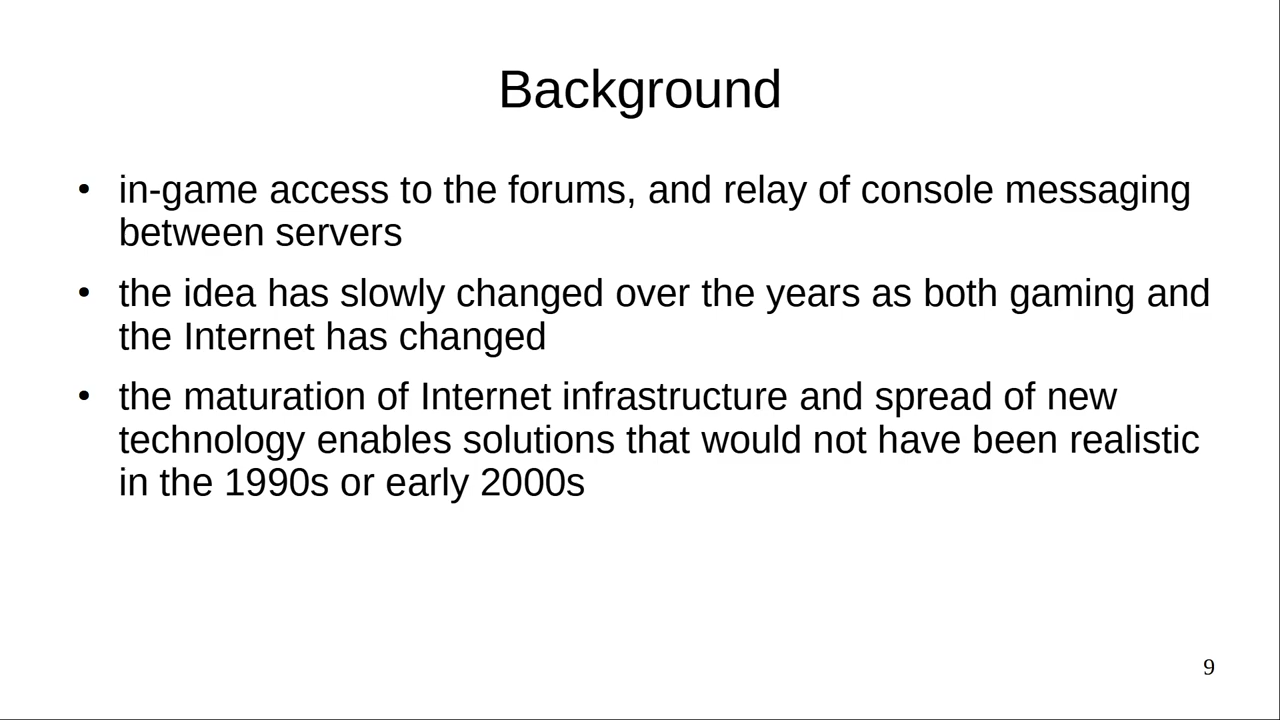 Background
• in-game access to the forums, and relay of console messaging
between servers
• the idea has slowly changed over the years as both gaming and
the Internet has changed
• the maturation of Internet infrastructure and spread of new
technology enables solutions that would not have been realistic
in the 1990s or early 2000s
9